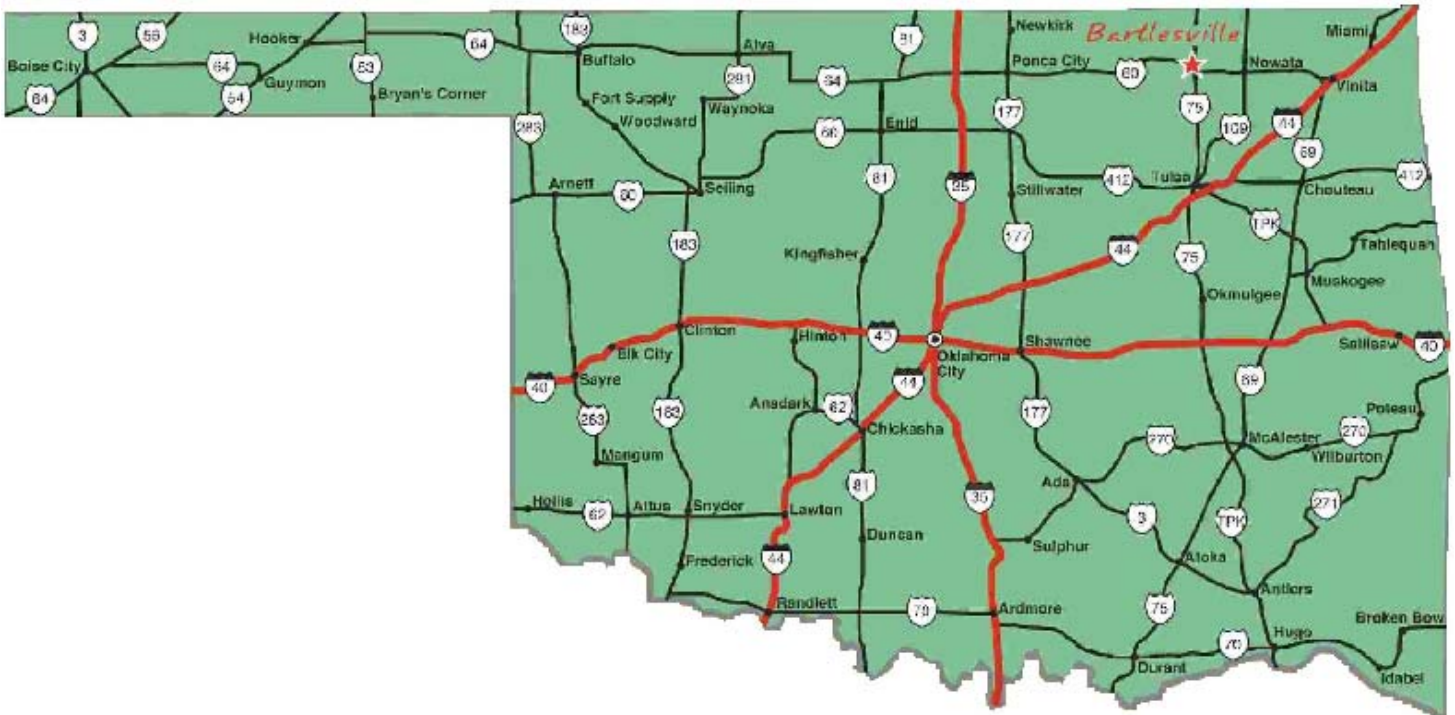 3
56
183
81
Newkirk
Bartlesville
Miami
Hooker
64
Alva
Boise City
64
53
Buffalo
281
64
Ponca City
60
Nowata
Vinita
64
54
Guymon
Bryan's Corner
Fort Supply
Waynoka
177
75
169
44
283
Woodward
60
Enid
69
Arnett
60
Seiling
81
35
Stillwater
412
Tulsa
Chouteau
412
183
177
44
75
TPK
Tahlequah
Kingfisher
Muskogee
Okmulgee
Clinton
Hinton
40
Oklahoma
City
Shawnee
Sallisaw
40
Elk City
Sayre
40
44
69
283
183
Anadark
62
177
Poteau
Chickasha
270
McAlester
270
Wilburton
Mangum
Ada
Hollis
62
Altus
Snyder
Lawton
81
35
3
TPK
271
Duncan
Sulphur
Atoka
Frederick
44
Antlers
Randlett
79
Ardmore
75
Broken Bow
Hugo
70
Durant
Idabel